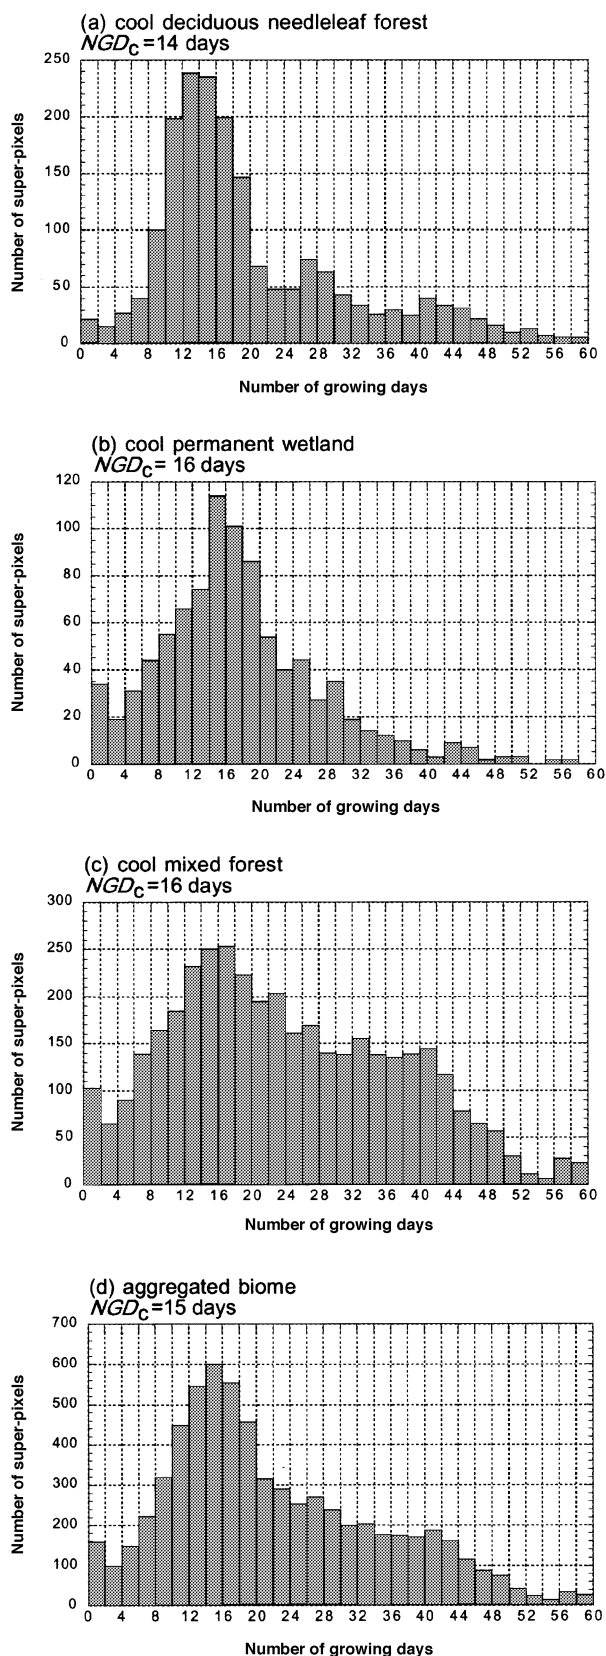 (a) cool deciduous needleleaf forest
NGDC=14 days
250
200
150
100
50
0
Number of super-pixels
0 4 8 12 16 20 24 28 32 36 40 44 48 52 56 60
Number of growing days
(b) cool permanent wetland
NGDC= 16 days
120
100
80
60
40
20
0
Number of super-pixels
0 4 8 12 16 20 24 28 32 36 40 44 48 52 56 60
Number of growing days
(c) cool mixed forest
NGDC=16 days
300
250
200
150
100
50
0
Number of super-pixels
0 4 8 12 16 20 24 28 32 36 40 44 48 52 56 60
Number of growing days
(d) aggregated biome
NGDC=15 days
700
600
500
400
300
200
100
0
Number of super-pixels
0 4 8 12 16 20 24 28 32 36 40 44 48 52 56 60
Number of growing days